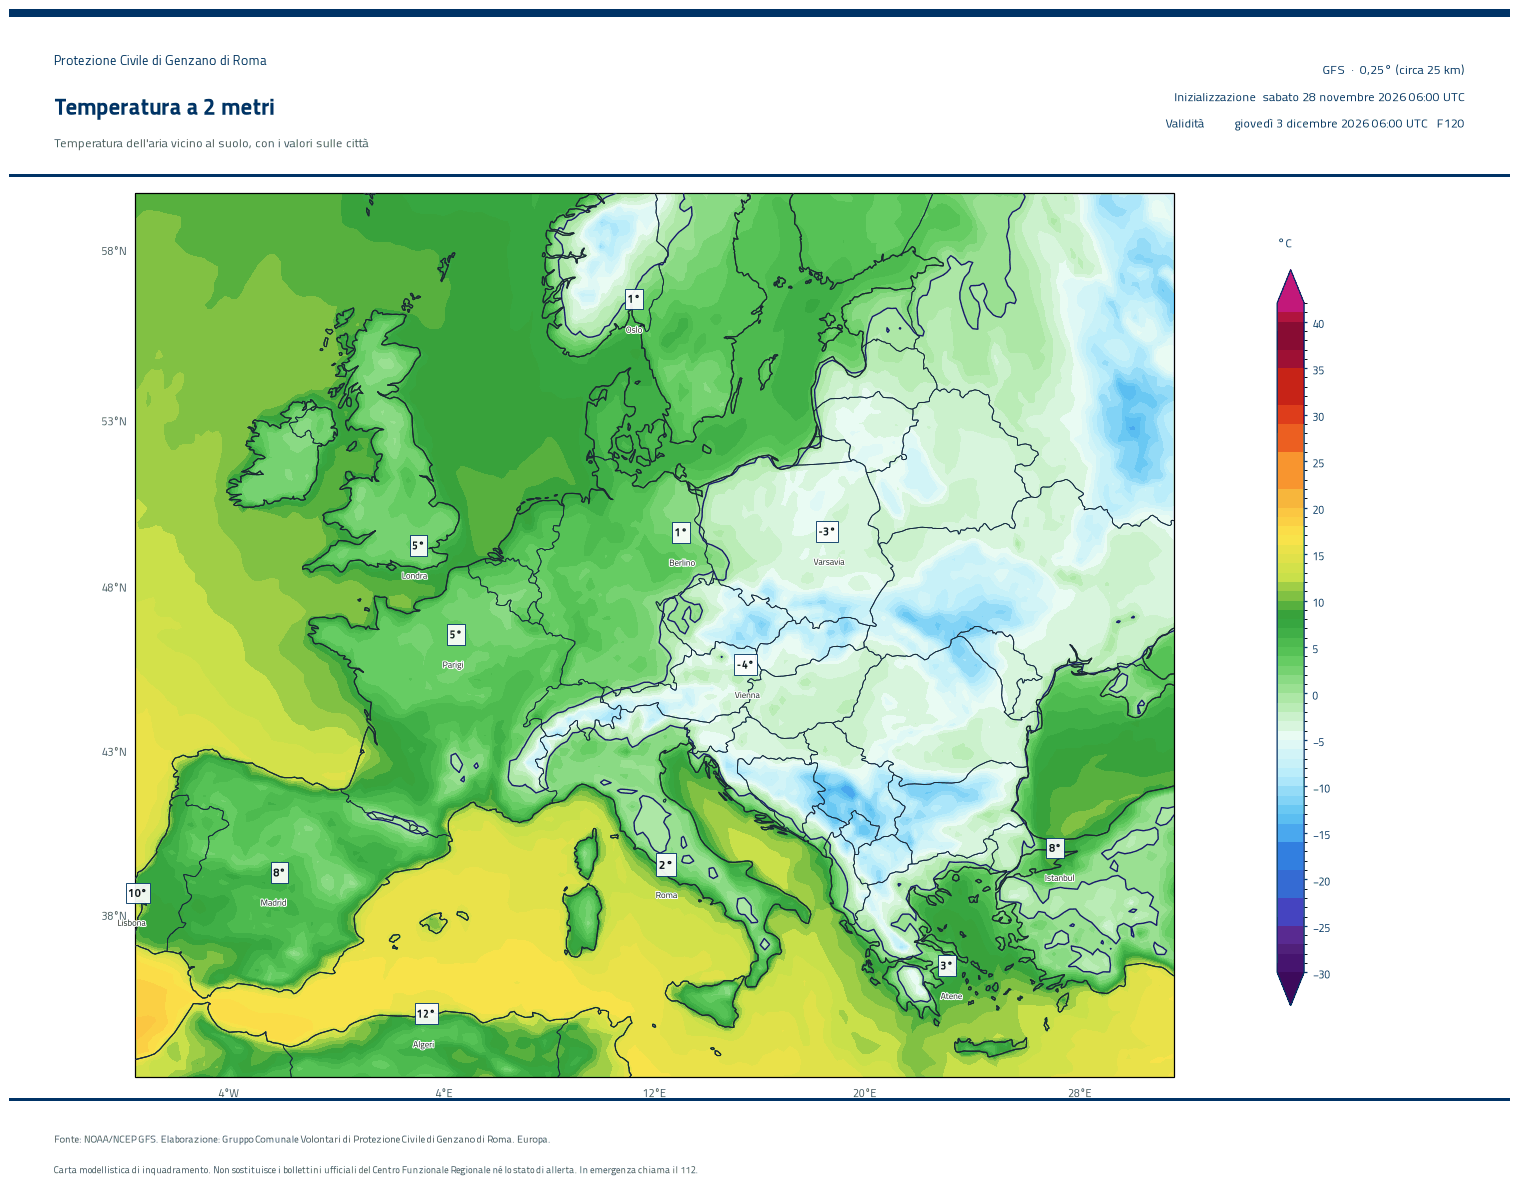 Protezione Civile di Genzano di Roma
Temperatura a 2 metri
Temperatura dell'aria vicino al suolo, con i valori sulle città
GFS · 0,25° (circa 25 km)
Inizializzazione sabato 28 novembre 2026 06:00 UTC
Validità giovedì 3 dicembre 2026 06:00 UTC F120
°C
58°N
53°N
48°N
43°N
38°N
4°W
4°E
12°E
20°E
28°E
1°
Oslo
5°
Londra
1°
Berlino
-3°
Varsavia
5°
Parigi
-4°
Vienna
8°
Madrid
10°
Lisbona
2°
Roma
8°
Istanbul
3°
Atene
12°
Algeri
40
35
30
25
20
15
10
5
0
−5
−10
−15
−20
−25
−30
Fonte: NOAA/NCEP GFS. Elaborazione: Gruppo Comunale Volontari di Protezione Civile di Genzano di Roma. Europa.
Carta modellistica di inquadramento. Non sostituisce i bollettini ufficiali del Centro Funzionale Regionale né lo stato di allerta. In emergenza chiama il 112.